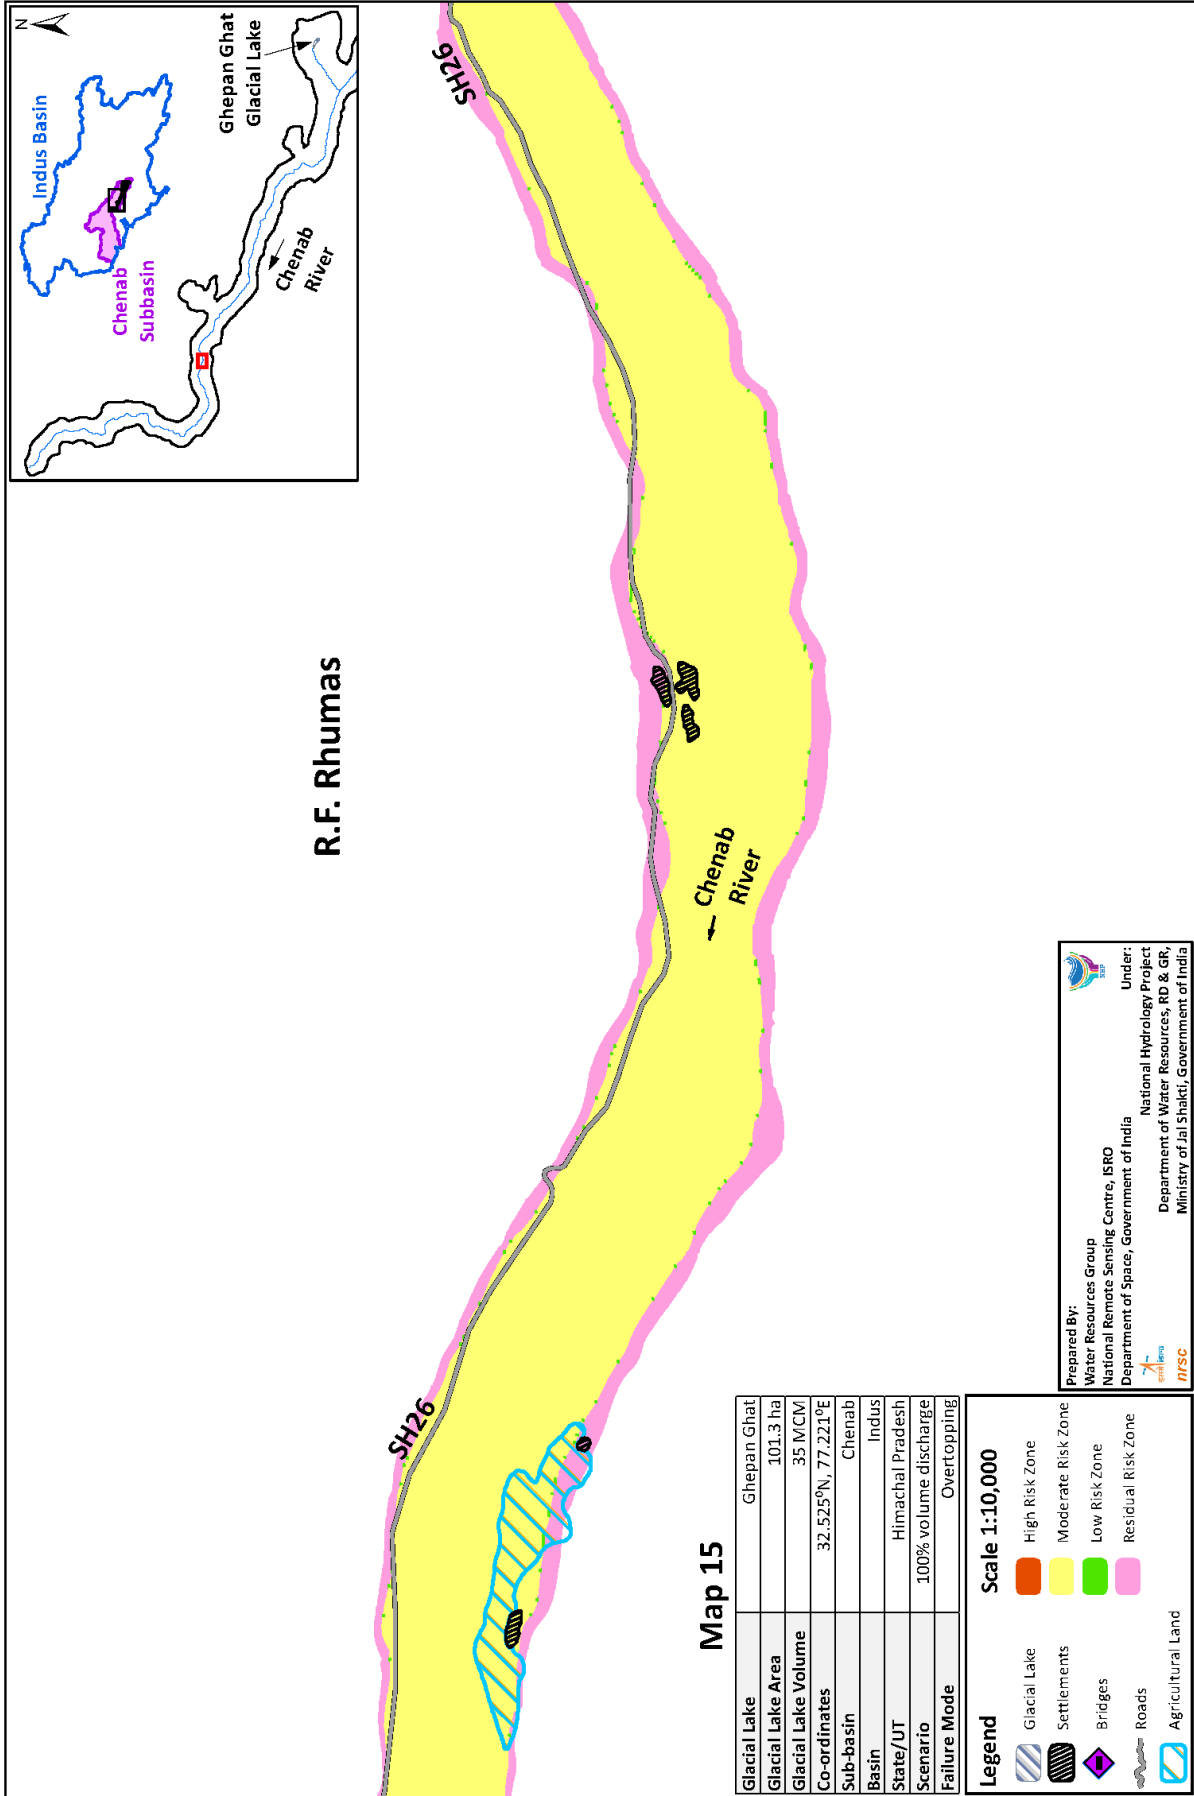 N
Indus Basin
Chenab
Subbasin
Ghepan Ghat
Glacial Lake
Chenab
River
SH26
R.F. Rhumas
Chenab
River
SH26
Map 15
Glacial Lake Ghepan Ghat
Glacial Lake Area 101.3 ha
Glacial Lake Volume 35 MCM
Co-ordinates 32.525⁰N, 77.221⁰E
Sub-basin Chenab
Basin Indus
State/UT Himachal Pradesh
Scenario 100% volume discharge
Failure Mode Overtopping
Legend
Scale 1:10,000
Glacial Lake
Settlements
Bridges
Roads
Agricultural Land
High Risk Zone
Moderate Risk Zone
Low Risk Zone
Residual Risk Zone
Prepared By:
Water Resources Group
National Remote Sensing Centre, ISRO
Department of Space, Government of India
nrsc
NHP
Under:
National Hydrology Project
Department of Water Resources, RD & GR,
Ministry of Jal Shakti, Government of India